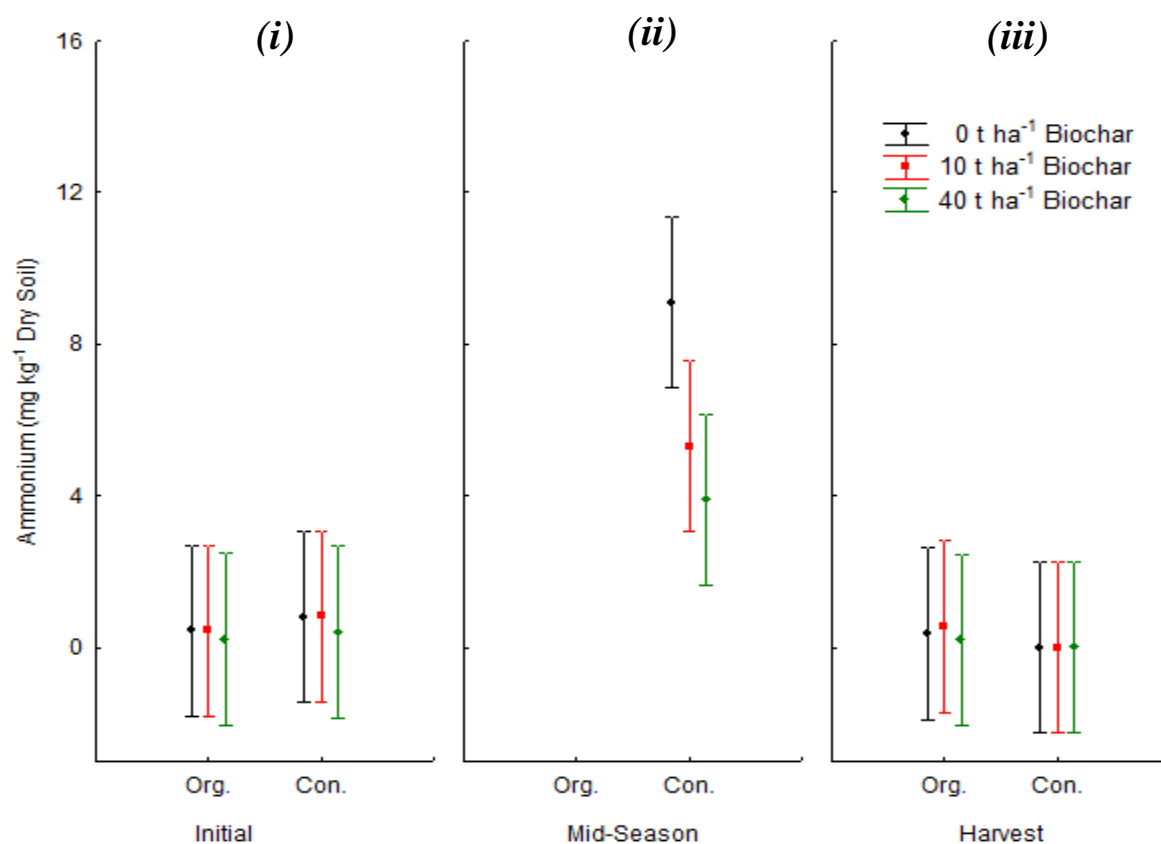 (i)
(ii)
(iii)
16
12
8
4
0
Ammonium (mg kg⁻¹ Dry Soil)
0 t ha⁻¹ Biochar
10 t ha⁻¹ Biochar
40 t ha⁻¹ Biochar
Org. Con.
Org. Con.
Org. Con.
Initial
Mid-Season
Harvest